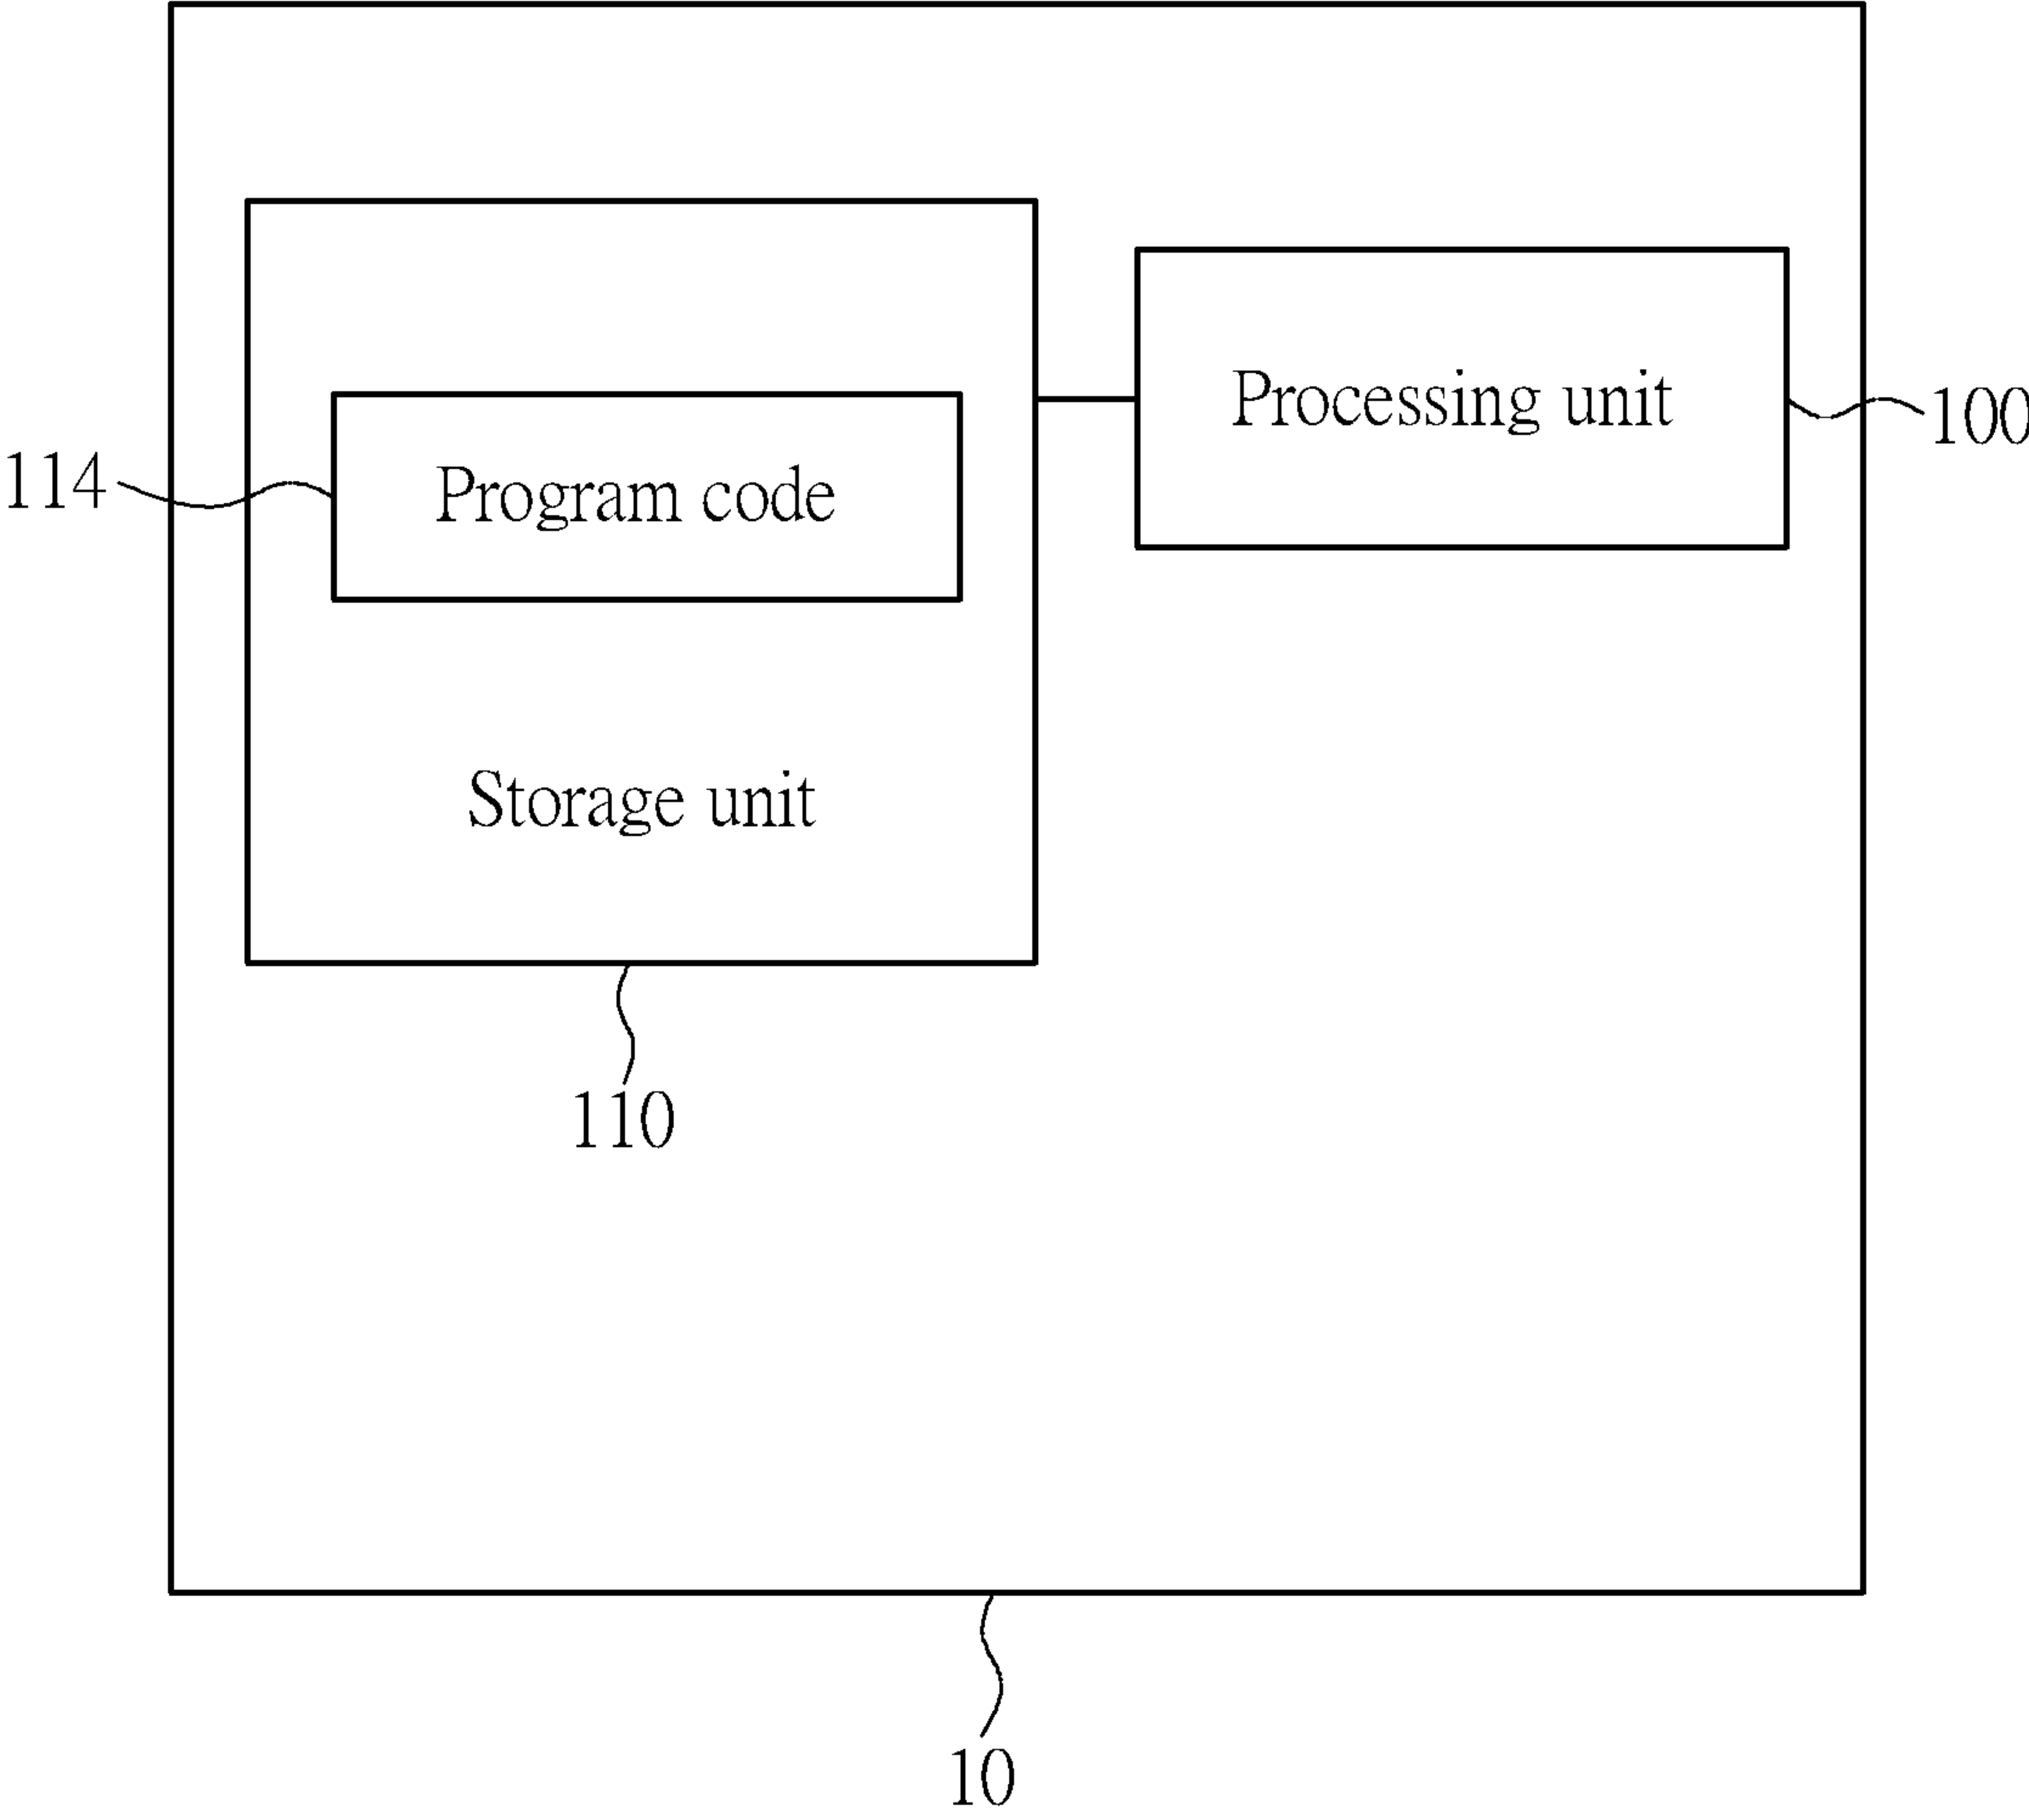 Processing unit
100
114
Program code
Storage unit
110
10